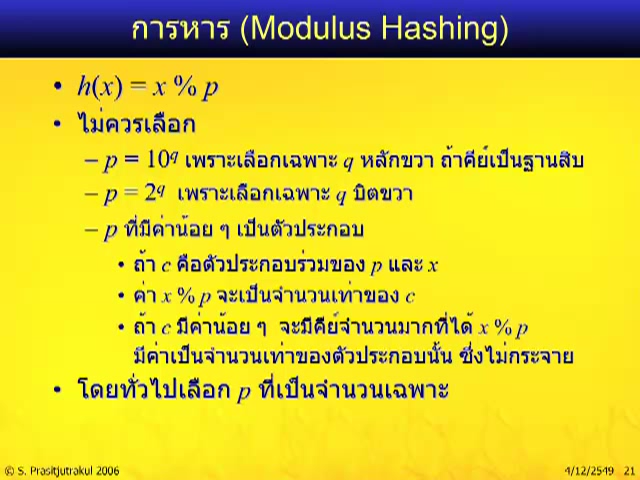 การหาร (Modulus Hashing)
• h(x) = x % p
• ไม่ควรเลือก
– p = 10^q เพราะเลือกเฉพาะ q หลักขวา ถ้าคีย์เป็นฐานสิบ
– p = 2^q เพราะเลือกเฉพาะ q บิตขวา
– p ที่มีค่าน้อย ๆ เป็นตัวประกอบ
• ถ้า c คือตัวประกอบร่วมของ p และ x
• ค่า x % p จะเป็นจำนวนเท่าของ c
• ถ้า c มีค่าน้อย ๆ จะมีคีย์จำนวนมากที่ได้ x % p
มีค่าเป็นจำนวนเท่าของตัวประกอบนั้น ซึ่งไม่กระจาย
• โดยทั่วไปเลือก p ที่เป็นจำนวนเฉพาะ
© S. Prasitjutrakul 2006
4/12/2549 21